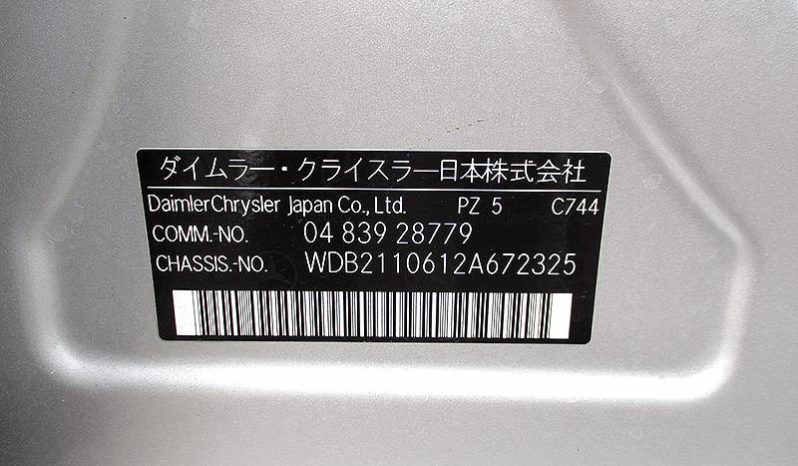 ダイムラー・クライスラー日本株式会社
DaimlerChrysler Japan Co., Ltd. PZ 5 C744
COMM.-NO. 04 839 28779
CHASSIS.-NO. WDB2110612A672325